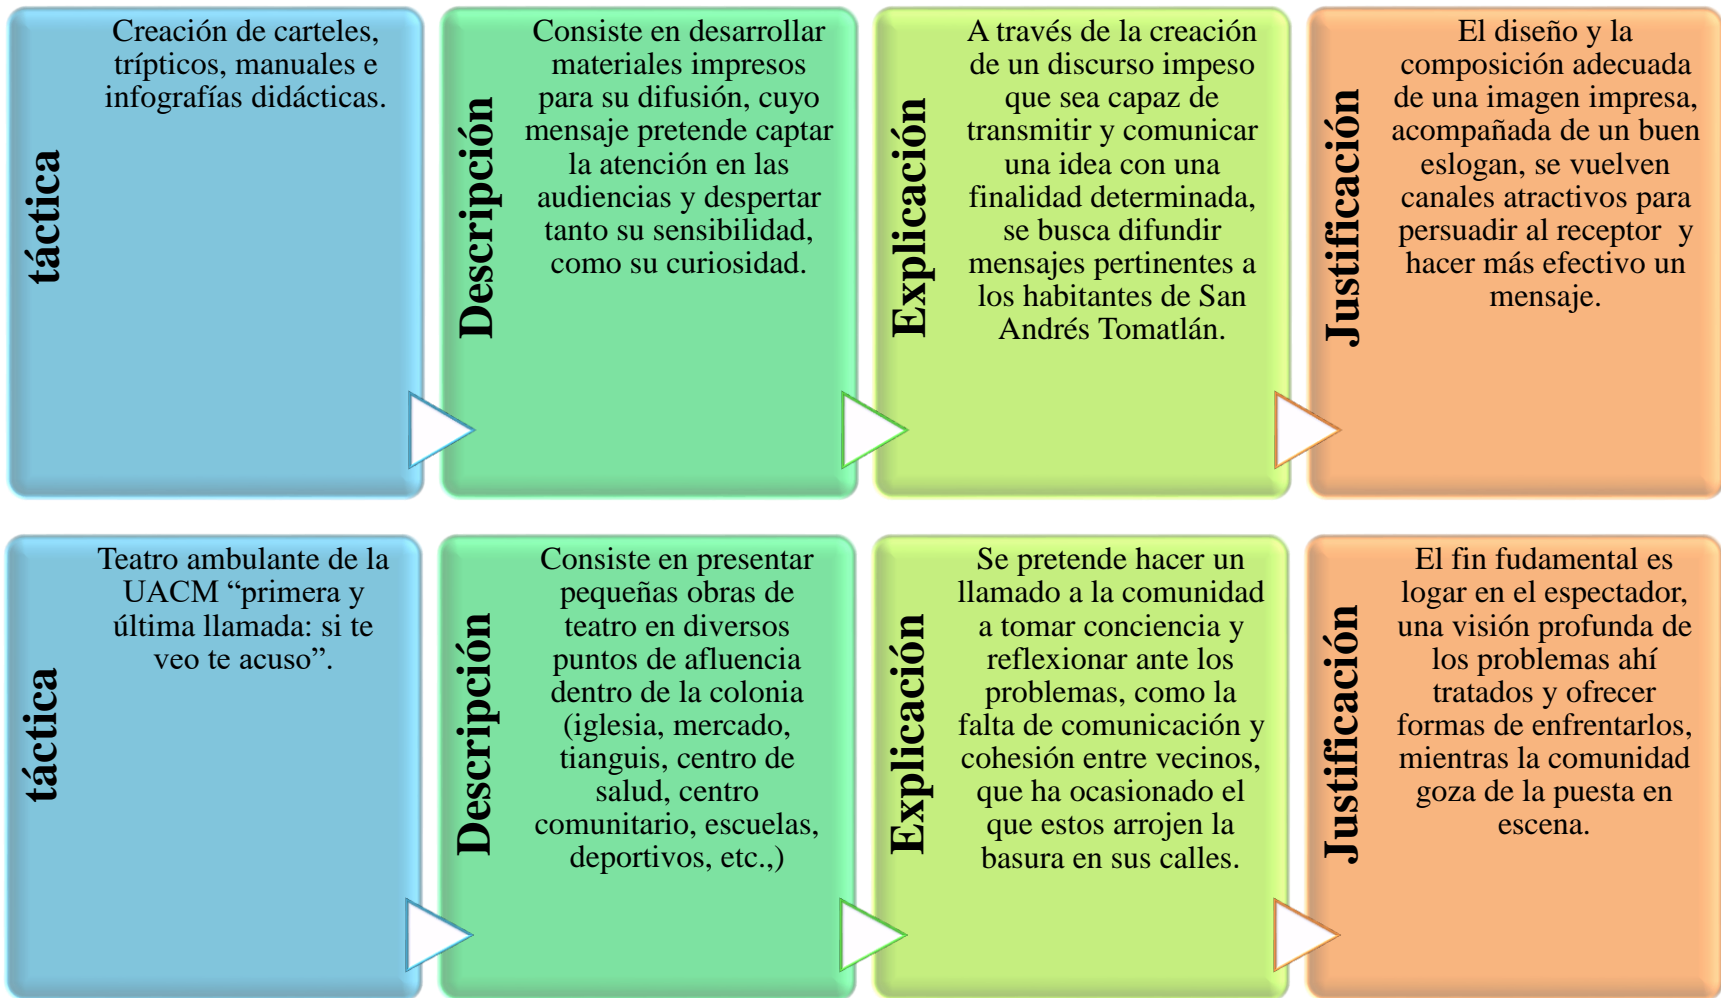 táctica
Creación de carteles,
trípticos, manuales e
infografías didácticas.
Descripción
Consiste en desarrollar
materiales impresos
para su difusión, cuyo
mensaje pretende captar
la atención en las
audiencias y despertar
tanto su sensibilidad,
como su curiosidad.
Explicación
A través de la creación
de un discurso impeso
que sea capaz de
transmitir y comunicar
una idea con una
finalidad determinada,
se busca difundir
mensajes pertinentes a
los habitantes de San
Andrés Tomatlán.
Justificación
El diseño y la
composición adecuada
de una imagen impresa,
acompañada de un buen
eslogan, se vuelven
canales atractivos para
persuadir al receptor y
hacer más efectivo un
mensaje.
táctica
Teatro ambulante de la
UACM “primera y
última llamada: si te
veo te acuso”.
Descripción
Consiste en presentar
pequeñas obras de
teatro en diversos
puntos de afluencia
dentro de la colonia
(iglesia, mercado,
tianguis, centro de
salud, centro
comunitario, escuelas,
deportivos, etc.,)
Explicación
Se pretende hacer un
llamado a la comunidad
a tomar conciencia y
reflexionar ante los
problemas, como la
falta de comunicación y
cohesión entre vecinos,
que ha ocasionado el
que estos arrojen la
basura en sus calles.
Justificación
El fin fudamental es
logar en el espectador,
una visión profunda de
los problemas ahí
tratados y ofrecer
formas de enfrentarlos,
mientras la comunidad
goza de la puesta en
escena.